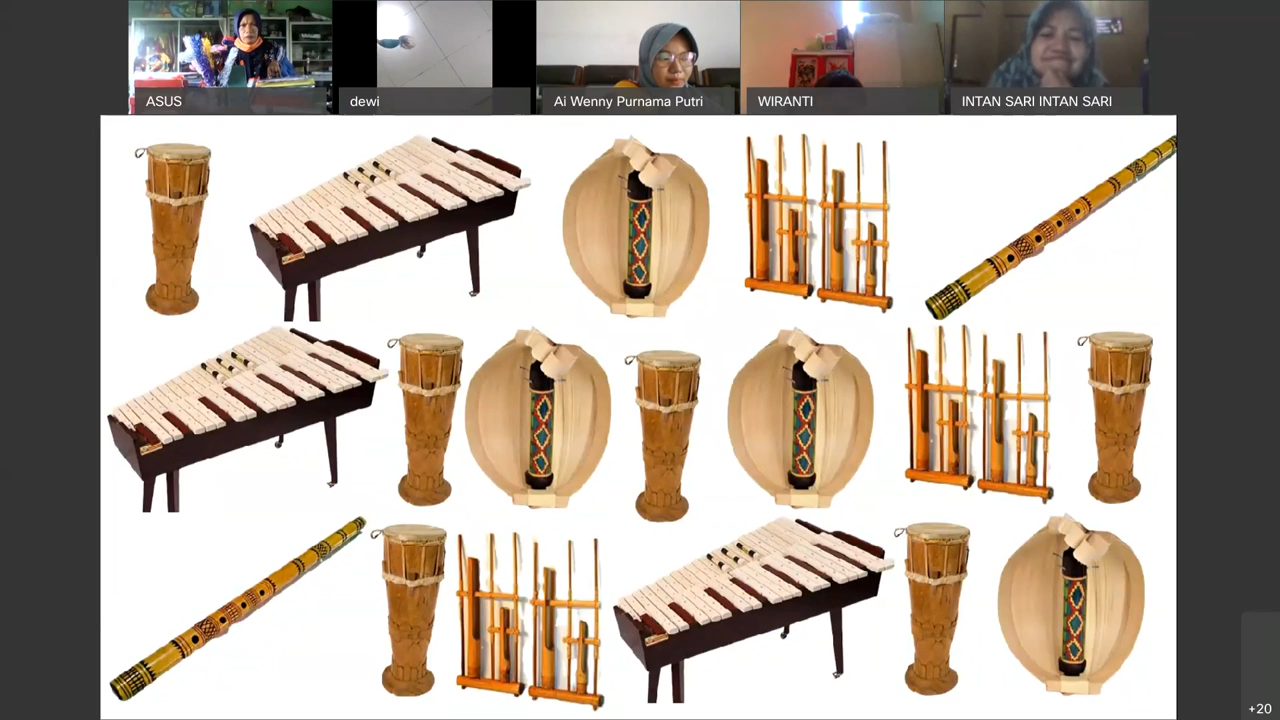 ASUS
dewi
Ai Wenny Purnama Putri
WIRANTI
INTAN SARI INTAN SARI
+20